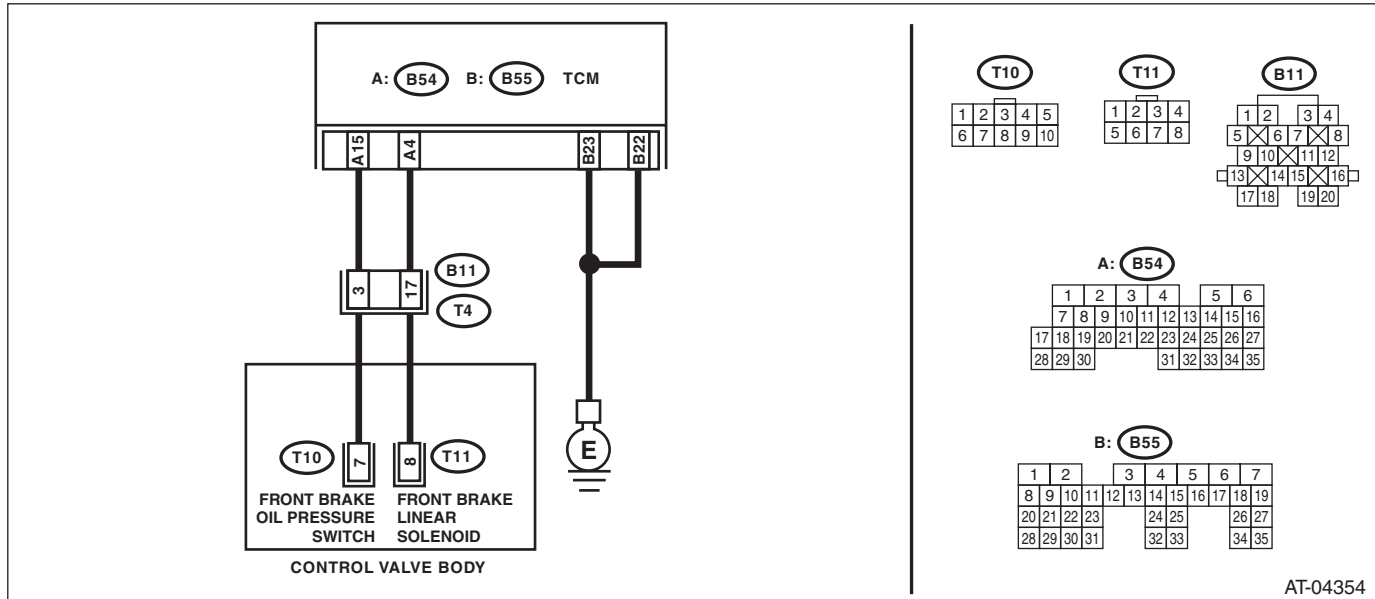 A: B54 B: B55 TCM
A15 A4 B23 B22
3 17 B11
T4
T10 7 8 T11
E
FRONT BRAKE
OIL PRESSURE
SWITCH
FRONT BRAKE
LINEAR
SOLENOID
CONTROL VALVE BODY
T10
1 2 3 4 5
6 7 8 9 10
T11
1 2 3 4
5 6 7 8
B11
1 2 3 4
5 6 7 8
9 10 11 12
13 14 15 16
17 18 19 20
A: B54
1 2 3 4 5 6
7 8 9 10 11 12 13 14 15 16
17 18 19 20 21 22 23 24 25 26 27
28 29 30 31 32 33 34 35
B: B55
1 2 3 4 5 6 7
8 9 10 11 12 13 14 15 16 17 18 19
20 21 22 23 24 25 26 27
28 29 30 31 32 33 34 35
AT-04354